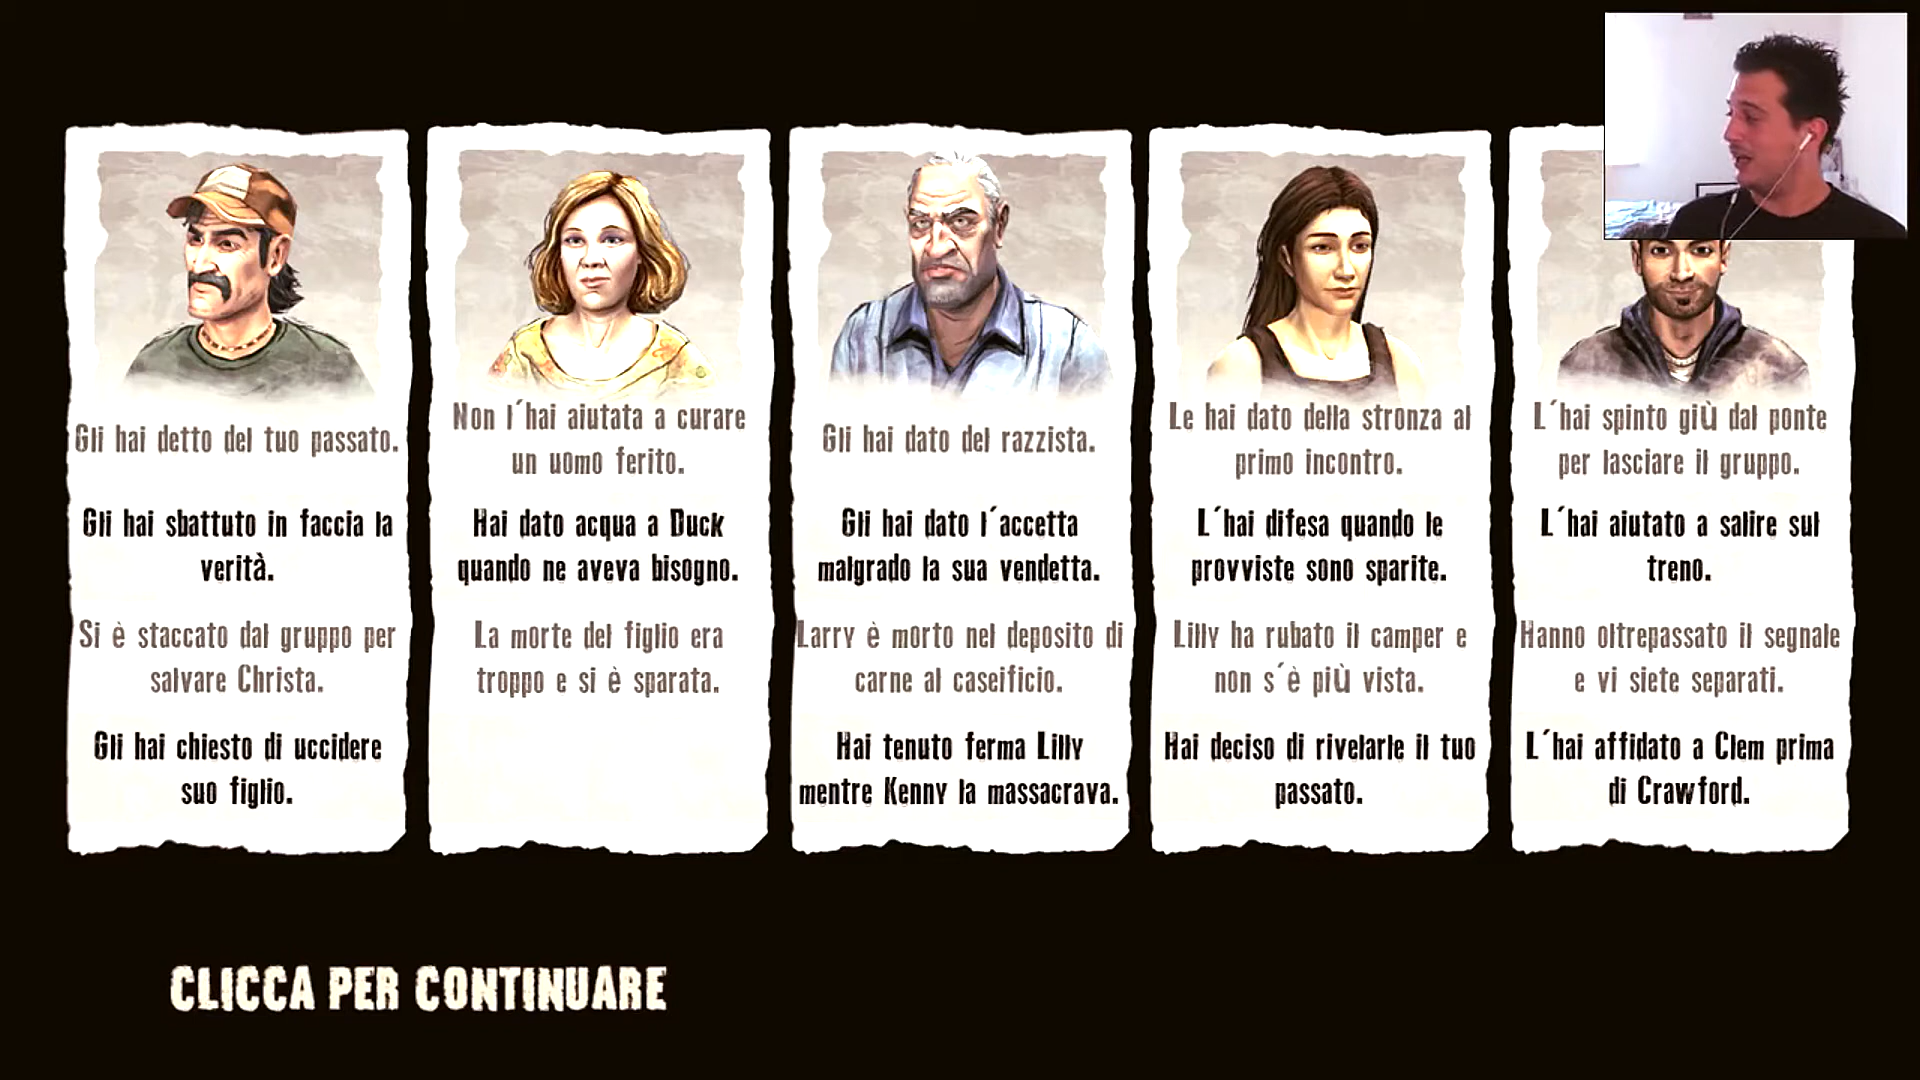 Gli hai detto del tuo passato.
Gli hai sbattuto in faccia la
verità.
Si è staccato dal gruppo per
salvare Christa.
Gli hai chiesto di uccidere
suo figlio.
Non l´hai aiutata a curare
un uomo ferito.
Hai dato acqua a Duck
quando ne aveva bisogno.
La morte del figlio era
troppo e si è sparata.
Gli hai dato del razzista.
Gli hai dato l´accetta
malgrado la sua vendetta.
Larry è morto nel deposito di
carne al caseificio.
Hai tenuto ferma Lilly
mentre Kenny la massacrava.
Le hai dato della stronza al
primo incontro.
L´hai difesa quando le
provviste sono sparite.
Lilly ha rubato il camper e
non s´è più vista.
Hai deciso di rivelarle il tuo
passato.
L´hai spinto giù dal ponte
per lasciare il gruppo.
L´hai aiutato a salire sul
treno.
Hanno oltrepassato il segnale
e vi siete separati.
L´hai affidato a Clem prima
di Crawford.
CLICCA PER CONTINUARE